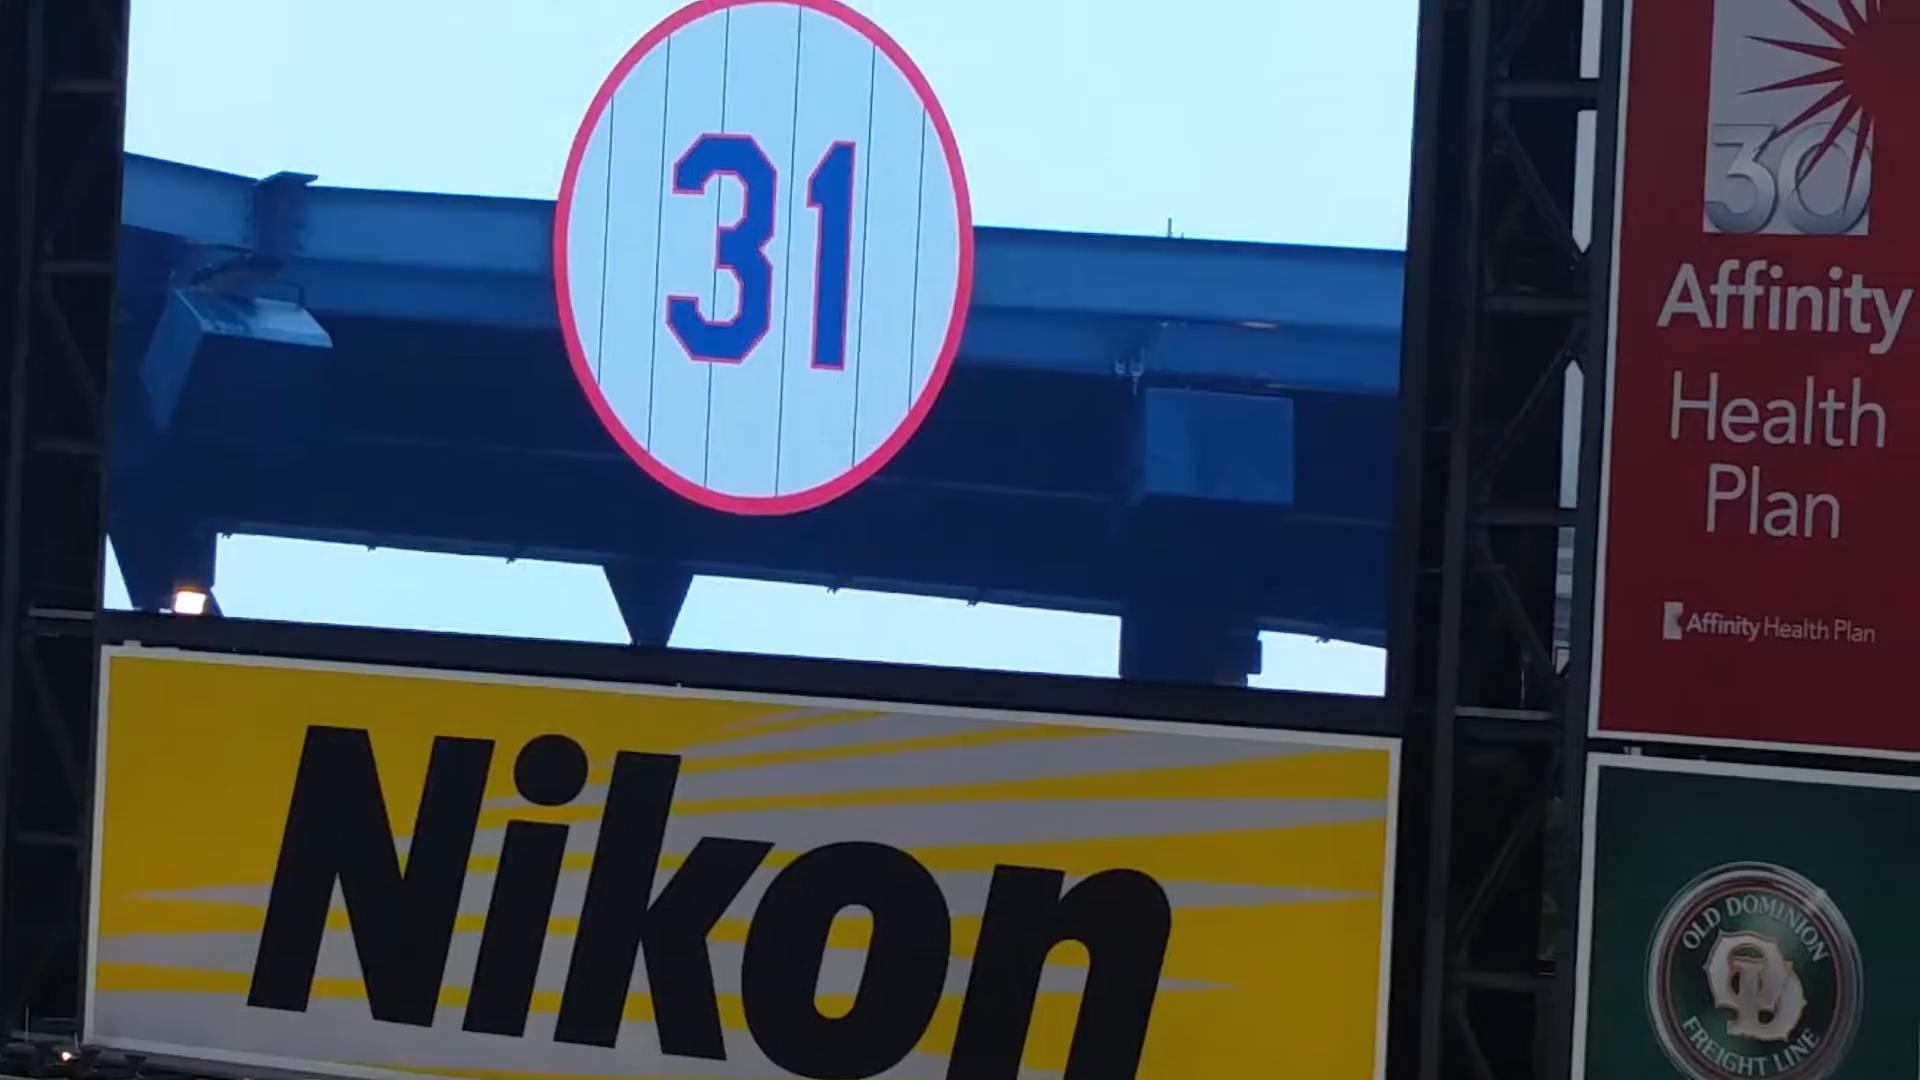 31
30
Affinity
Health
Plan
Affinity Health Plan
Nikon
OLD DOMINION
OD
FREIGHT LINE